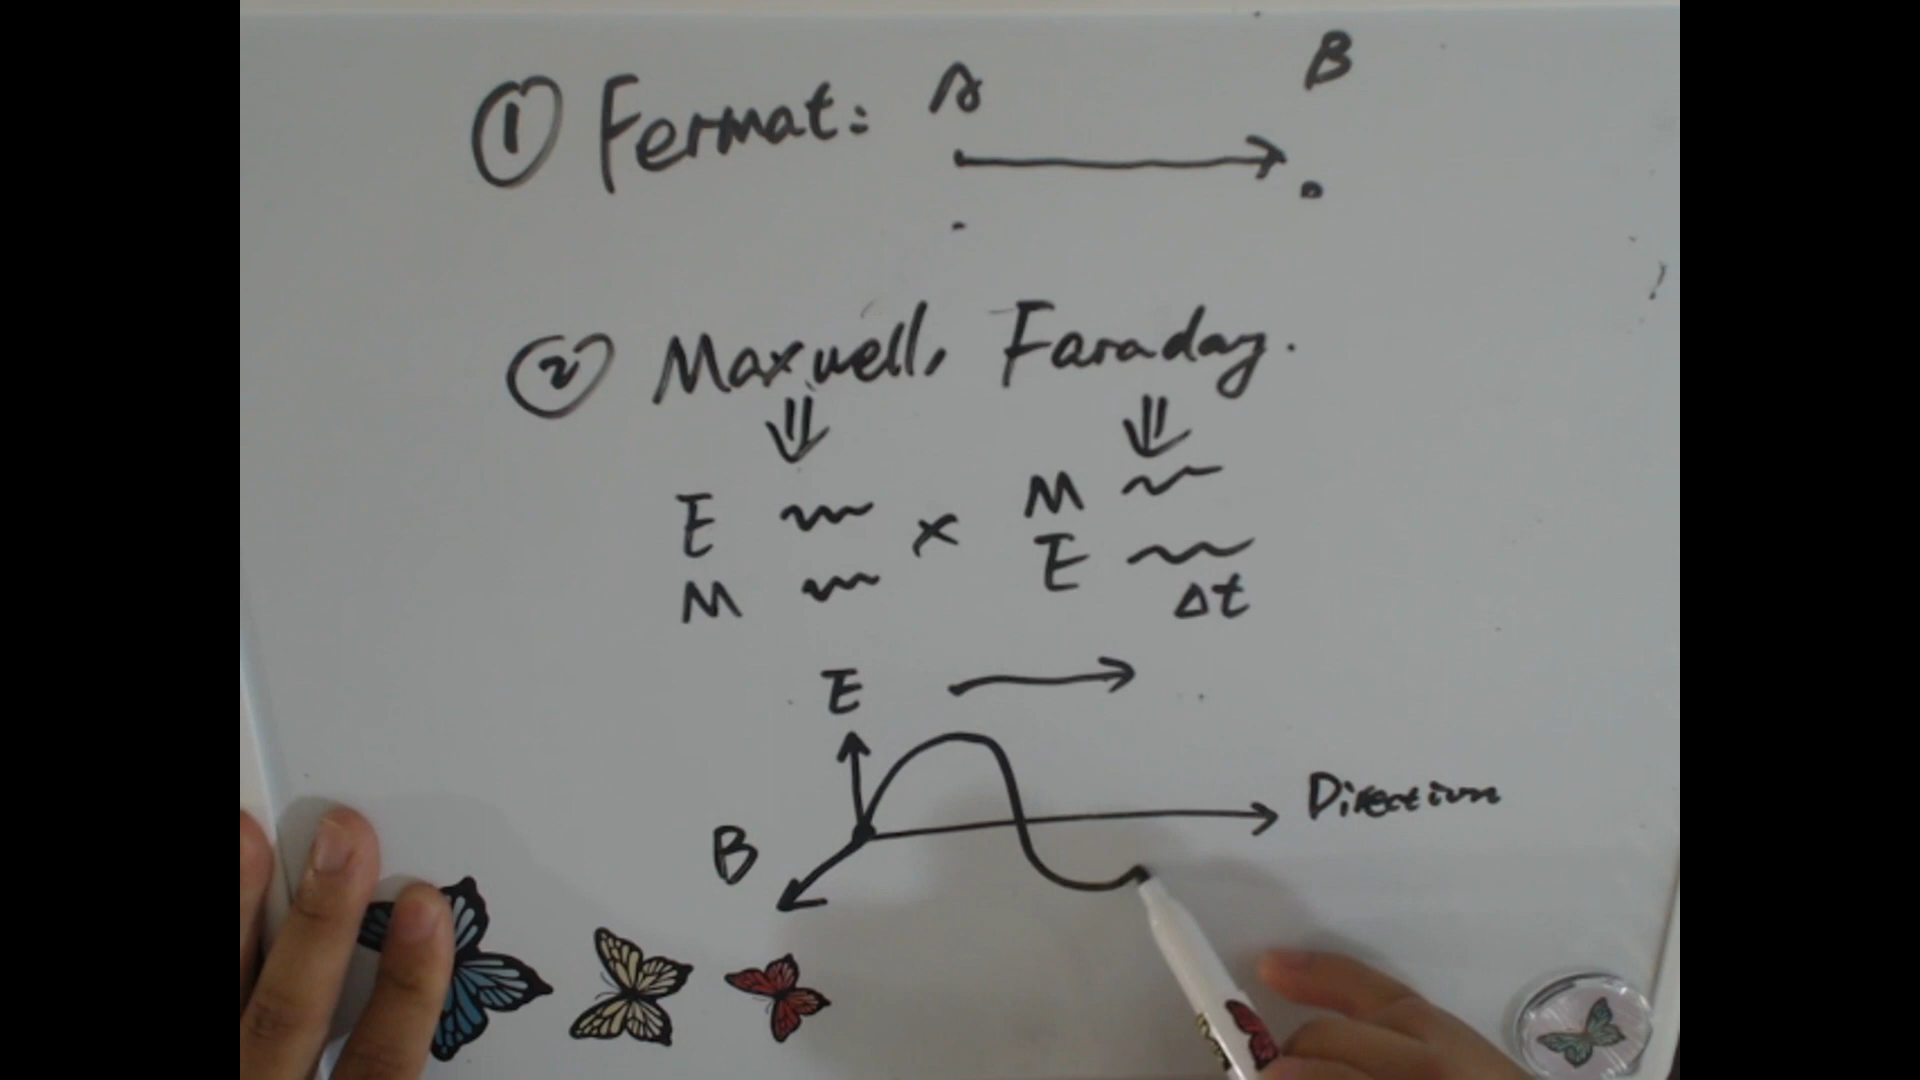 ① Fermat: A B
② Maxwell, Faraday.
E × M
M E
Δt
E
Direction
B